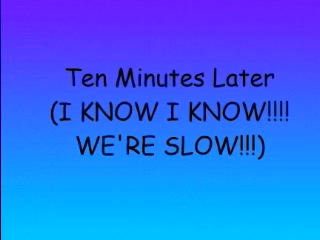 Ten Minutes Later
(I KNOW I KNOW!!!!
WE'RE SLOW!!!)